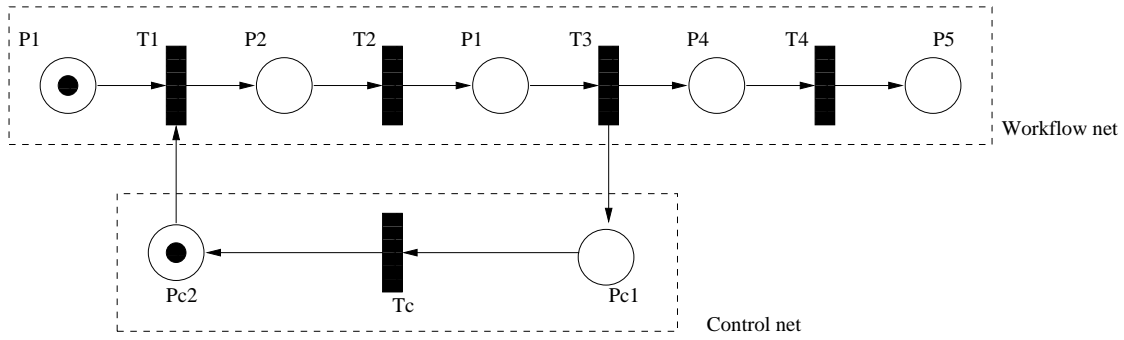 P1 T1 P2 T2 P1 T3 P4 T4 P5
Workflow net
Pc2 Tc Pc1
Control net